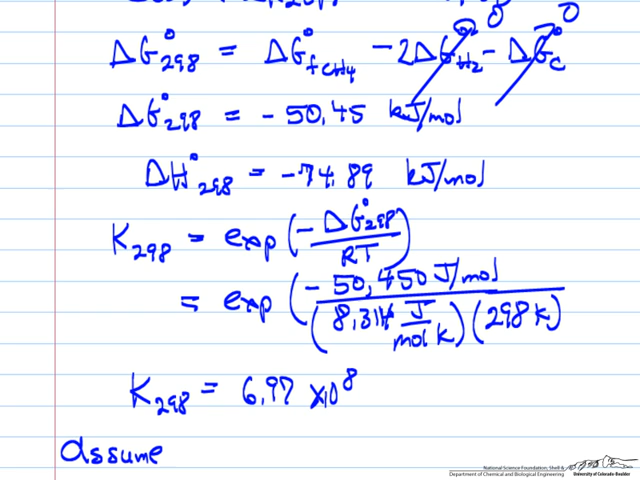 ΔG°298 = ΔG°fCH4 - 2ΔG°H2 0 - ΔG°C 0
ΔG°298 = - 50.45 kJ/mol
ΔH°298 = -74.89 kJ/mol
K298 = exp (-ΔG°298 / RT)
= exp (- 50,450 J/mol / (8.314 J/mol K) (298 K)
K298 = 6.97 x10^8
assume
National Science Foundation, Shell &
Department of Chemical and Biological Engineering
University of Colorado Boulder